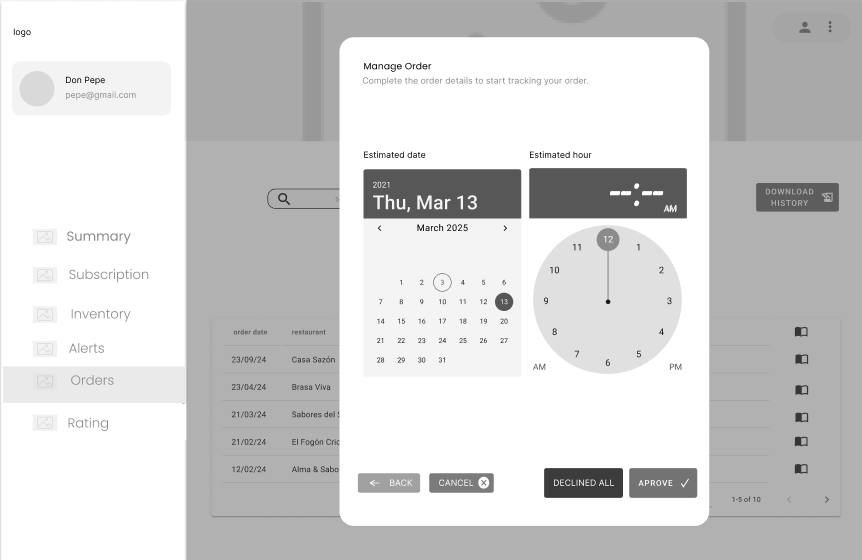 logo
Don Pepe
pepe@gmail.com
Summary
Subscription
Inventory
Alerts
Orders
Rating
DOWNLOAD
HISTORY
order date restaurant
23/09/24 Casa Sazón
23/04/24 Brasa Viva
21/03/24 Sabores del S
21/02/24 El Fogón Crio
12/02/24 Alma & Sabo
1-5 of 10
Manage Order
Complete the order details to start tracking your order.
Estimated date
2021
Thu, Mar 13
March 2025
1 2 3 4 5 6
7 8 9 10 11 12 13
14 15 16 17 18 19 20
21 22 23 24 25 26 27
28 29 30 31
Estimated hour
--:--
AM
12
11 1
10 2
9 3
8 4
7 5
6
AM PM
BACK
CANCEL
DECLINED ALL
APROVE